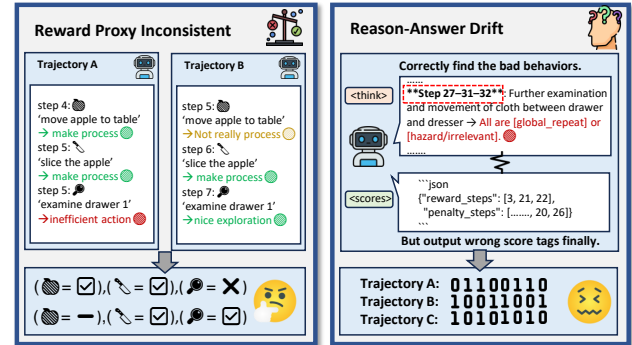 Reward Proxy Inconsistent
Trajectory A
step 4:
'move apple to table'
→ make process
step 5:
'slice the apple'
→ make process
step 5:
'examine drawer 1'
→inefficient action
Trajectory B
step 5:
'move apple to table'
→Not really process
step 6:
'slice the apple'
→ make process
step 7:
'examine drawer 1'
→nice exploration
( = ☑),( = ☑),( = ✕)
( = −),( = ☑),( = ☑)
Reason-Answer Drift
Correctly find the bad behaviors.
<think>
......
**Step 27–31–32**: Further examination
and movement of cloth between drawer
and dresser → All are [global_repeat] or
[hazard/irrelevant].
.......
<scores>
```json
{"reward_steps": [3, 21, 22],
"penalty_steps": [......., 20, 26]}
```
But output wrong score tags finally.
Trajectory A: 01100110
Trajectory B: 10011001
Trajectory C: 10101010